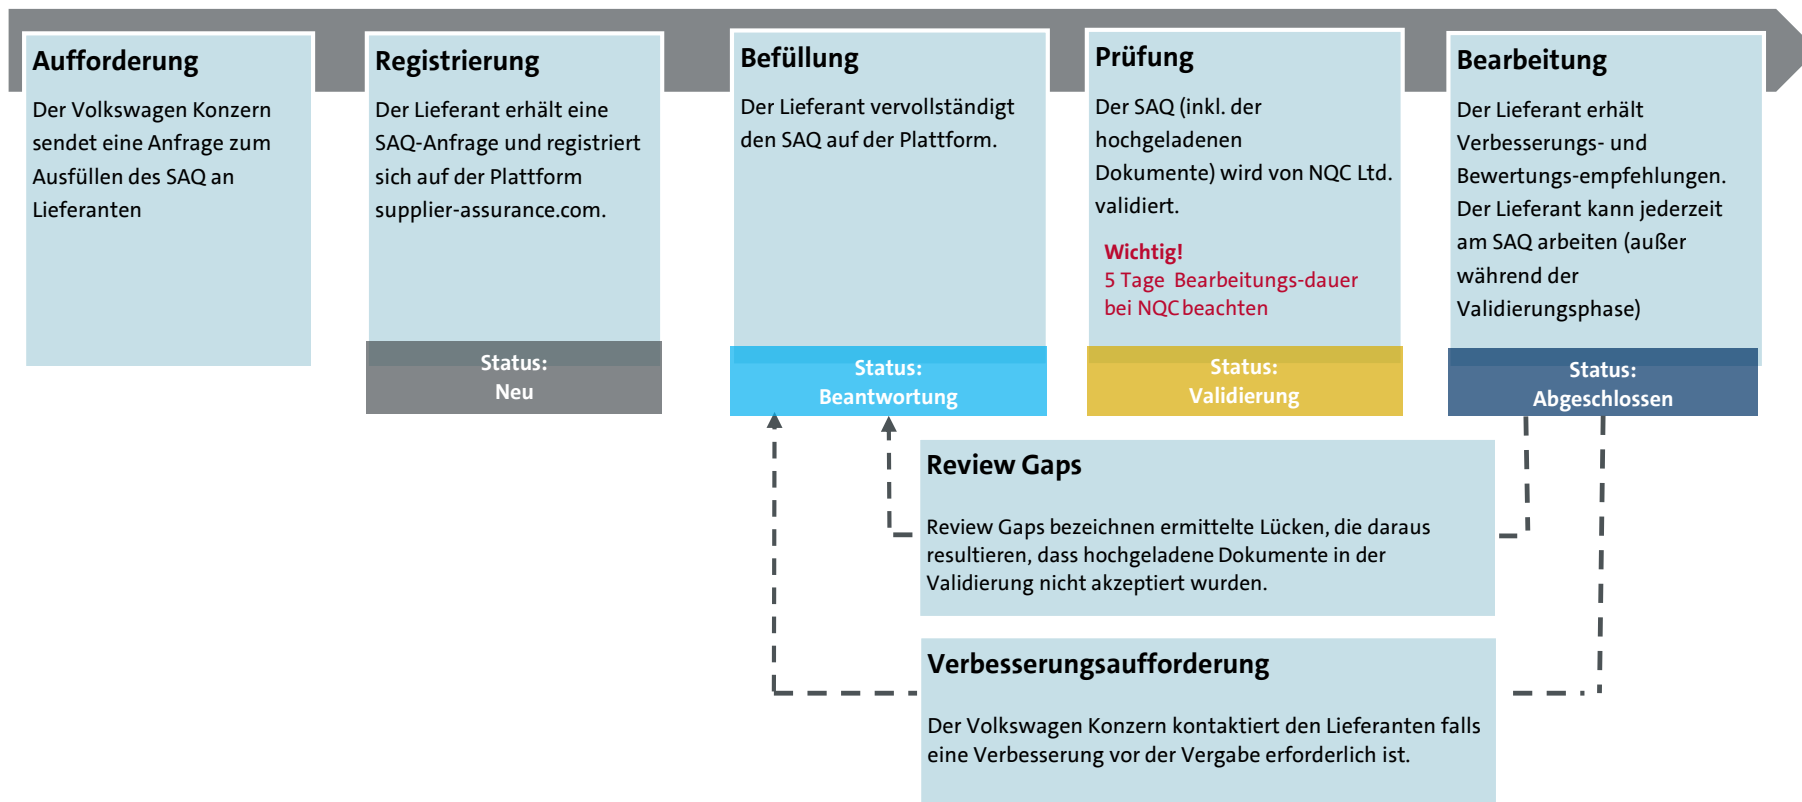 Aufforderung
Der Volkswagen Konzern
sendet eine Anfrage zum
Ausfüllen des SAQ an
Lieferanten
Registrierung
Der Lieferant erhält eine
SAQ-Anfrage und registriert
sich auf der Plattform
supplier-assurance.com.
Status:
Neu
Befüllung
Der Lieferant vervollständigt
den SAQ auf der Plattform.
Status:
Beantwortung
Prüfung
Der SAQ (inkl. der
hochgeladenen
Dokumente) wird von NQC Ltd.
validiert.
Wichtig!
5 Tage Bearbeitungs-dauer
bei NQC beachten
Status:
Validierung
Bearbeitung
Der Lieferant erhält
Verbesserungs- und
Bewertungs-empfehlungen.
Der Lieferant kann jederzeit
am SAQ arbeiten (außer
während der
Validierungsphase)
Status:
Abgeschlossen
Review Gaps
Review Gaps bezeichnen ermittelte Lücken, die daraus
resultieren, dass hochgeladene Dokumente in der
Validierung nicht akzeptiert wurden.
Verbesserungsaufforderung
Der Volkswagen Konzern kontaktiert den Lieferanten falls
eine Verbesserung vor der Vergabe erforderlich ist.